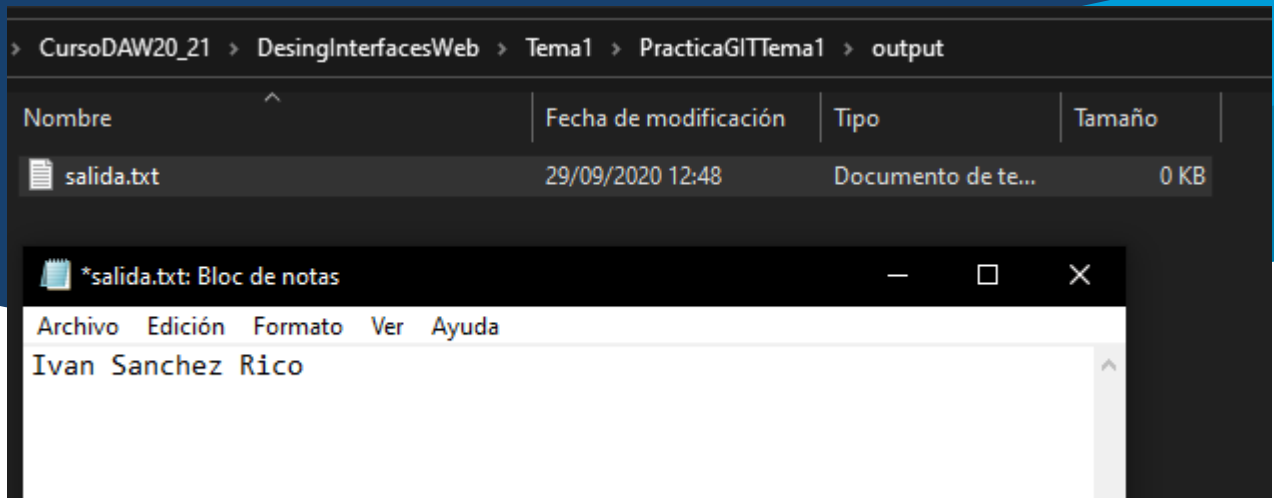 > CursoDAW20_21 > DesingInterfacesWeb > Tema1 > PracticaGITTema1 > output
Nombre Fecha de modificación Tipo Tamaño
salida.txt 29/09/2020 12:48 Documento de te... 0 KB
*salida.txt: Bloc de notas
Archivo Edición Formato Ver Ayuda
Ivan Sanchez Rico